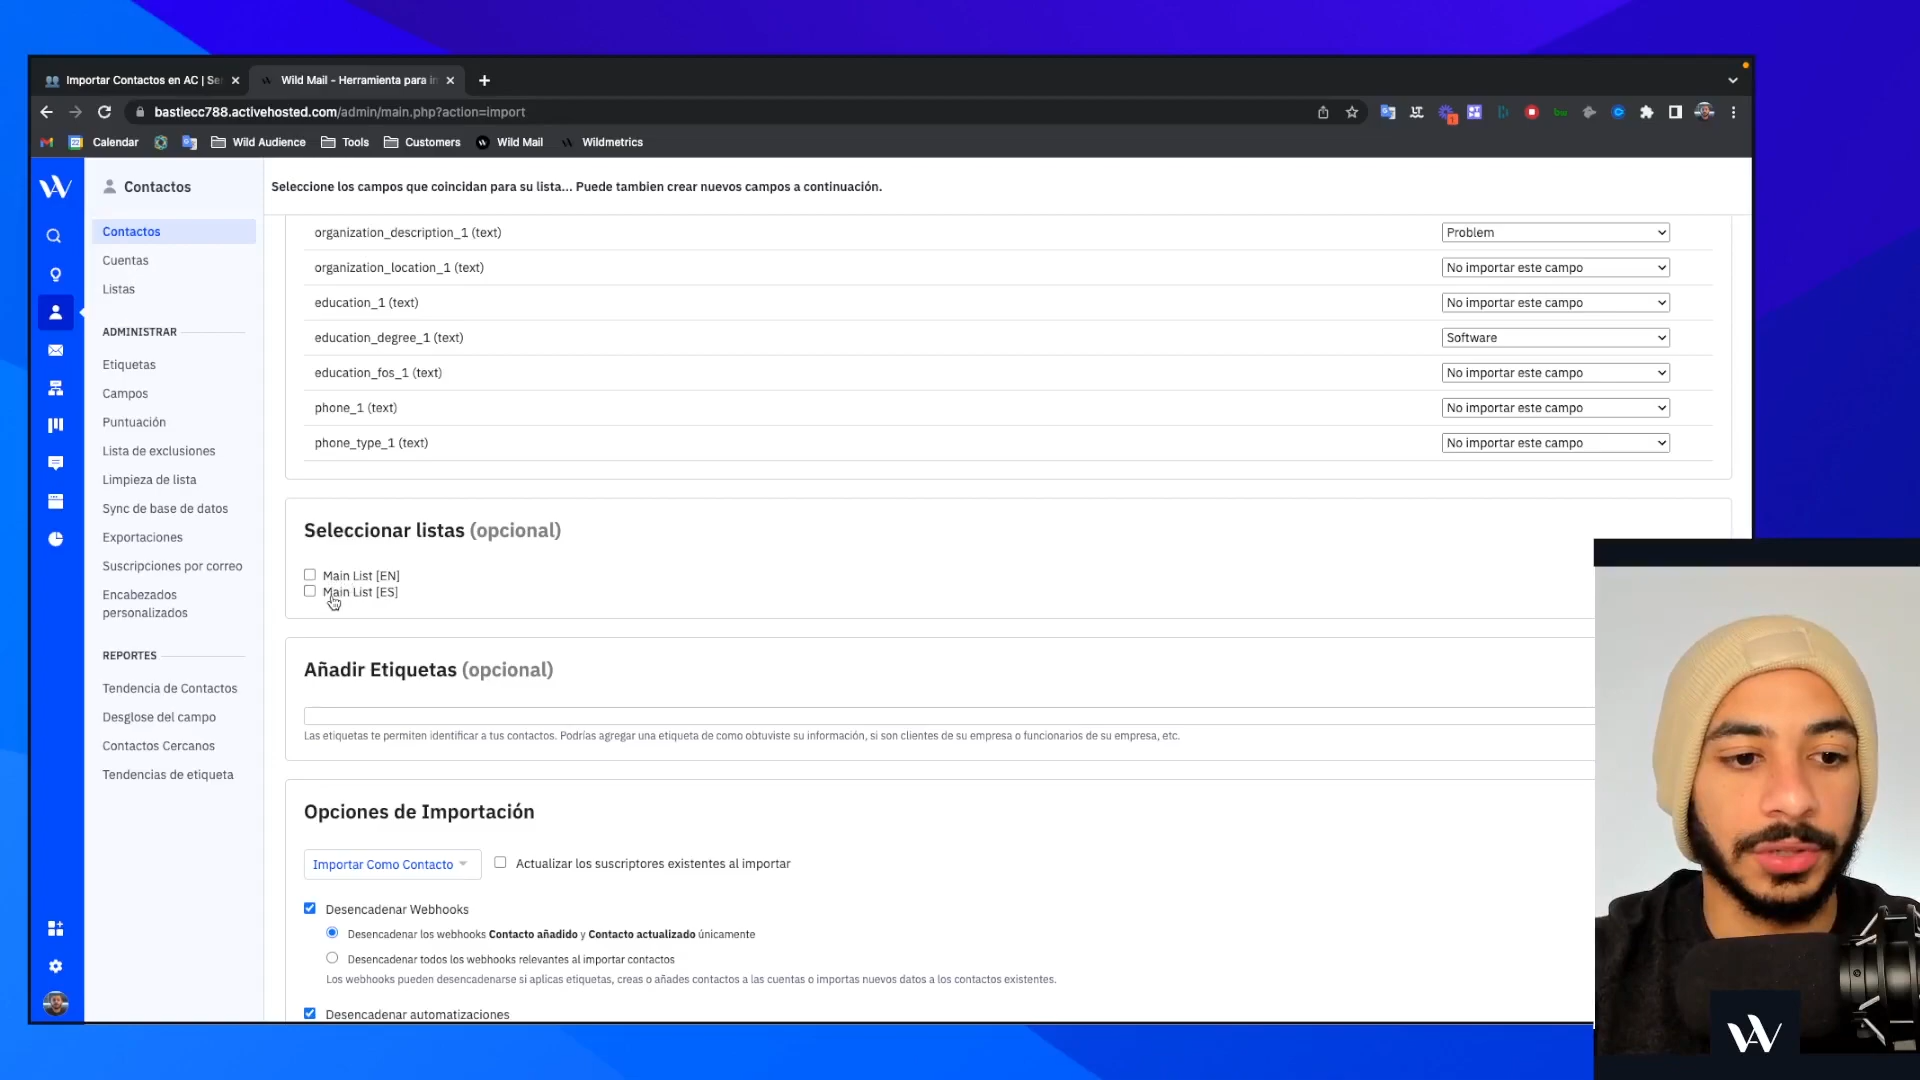 Importar Contactos en AC | Se
Wild Mail - Herramienta para in
bastiecc788.activehosted.com/admin/main.php?action=import
Calendar
Wild Audience
Tools
Customers
Wild Mail
Wildmetrics
Contactos
Contactos
Cuentas
Listas
ADMINISTRAR
Etiquetas
Campos
Puntuación
Lista de exclusiones
Limpieza de lista
Sync de base de datos
Exportaciones
Suscripciones por correo
Encabezados
personalizados
REPORTES
Tendencia de Contactos
Desglose del campo
Contactos Cercanos
Tendencias de etiqueta
Seleccione los campos que coincidan para su lista... Puede tambien crear nuevos campos a continuación.
organization_description_1 (text) Problem
organization_location_1 (text) No importar este campo
education_1 (text) No importar este campo
education_degree_1 (text) Software
education_fos_1 (text) No importar este campo
phone_1 (text) No importar este campo
phone_type_1 (text) No importar este campo
Seleccionar listas (opcional)
Main List [EN]
Main List [ES]
Añadir Etiquetas (opcional)
Las etiquetas te permiten identificar a tus contactos. Podrías agregar una etiqueta de como obtuviste su información, si son clientes de su empresa o funcionarios de su empresa, etc.
Opciones de Importación
Importar Como Contacto
Actualizar los suscriptores existentes al importar
Desencadenar Webhooks
Desencadenar los webhooks Contacto añadido y Contacto actualizado únicamente
Desencadenar todos los webhooks relevantes al importar contactos
Los webhooks pueden desencadenarse si aplicas etiquetas, creas o añades contactos a las cuentas o importas nuevos datos a los contactos existentes.
Desencadenar automatizaciones